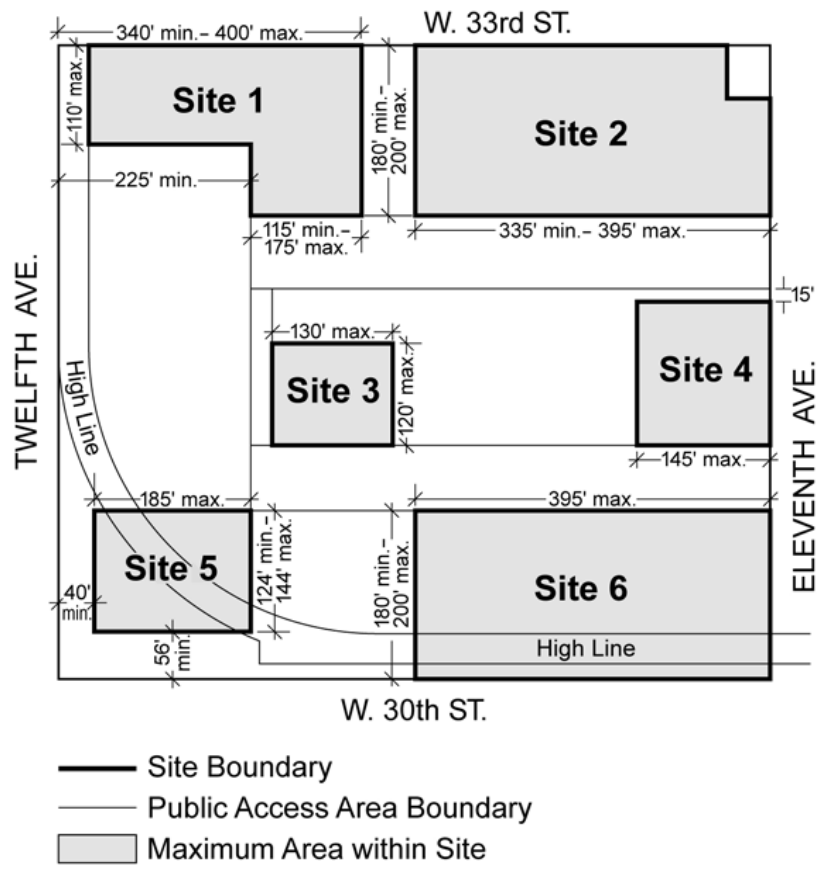 W. 33rd ST.
340' min.– 400' max.
110' max.
Site 1
180' min.–
200' max.
Site 2
225' min.
115' min.–
175' max.
335' min.– 395' max.
15'
TWELFTH AVE.
High Line
130' max.
Site 3
120' max.
Site 4
145' max.
ELEVENTH AVE.
185' max.
395' max.
Site 5
124' min.–
144' max.
180' min.–
200' max.
Site 6
40'
min.
56'
min.
High Line
W. 30th ST.
Site Boundary
Public Access Area Boundary
Maximum Area within Site